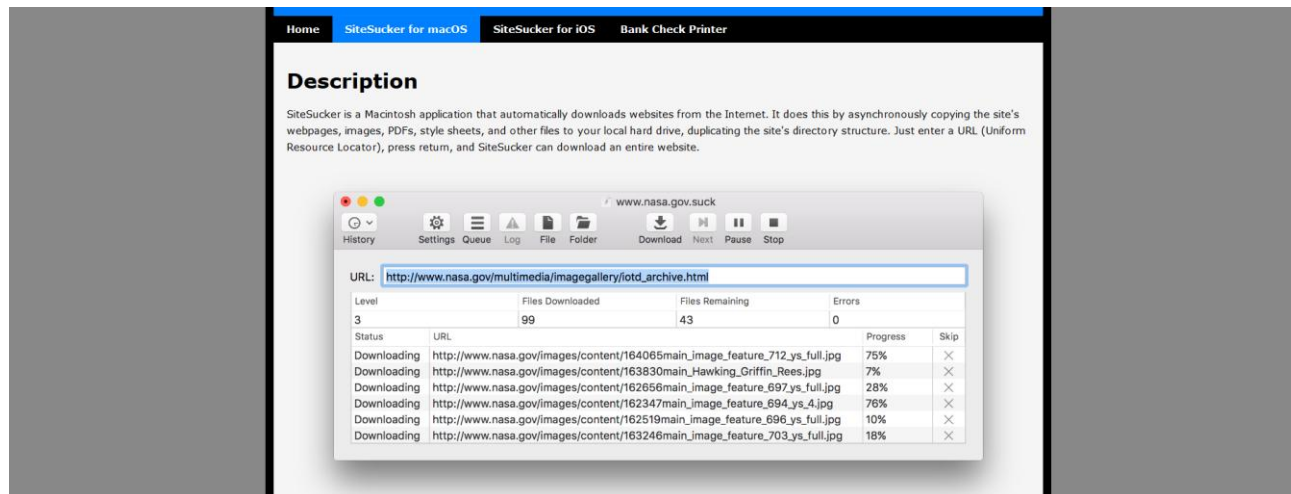 Home SiteSucker for macOS SiteSucker for iOS Bank Check Printer
Description
SiteSucker is a Macintosh application that automatically downloads websites from the Internet. It does this by asynchronously copying the site's
webpages, images, PDFs, style sheets, and other files to your local hard drive, duplicating the site's directory structure. Just enter a URL (Uniform
Resource Locator), press return, and SiteSucker can download an entire website.
www.nasa.gov.suck
History Settings Queue Log File Folder Download Next Pause Stop
URL: http://www.nasa.gov/multimedia/imagegallery/iotd_archive.html
Level Files Downloaded Files Remaining Errors
3 99 43 0
Status URL Progress Skip
Downloading http://www.nasa.gov/images/content/164065main_image_feature_712_ys_full.jpg 75%
Downloading http://www.nasa.gov/images/content/163830main_Hawking_Griffin_Rees.jpg 7%
Downloading http://www.nasa.gov/images/content/162656main_image_feature_697_ys_full.jpg 28%
Downloading http://www.nasa.gov/images/content/162347main_image_feature_694_ys_4.jpg 76%
Downloading http://www.nasa.gov/images/content/162519main_image_feature_696_ys_full.jpg 10%
Downloading http://www.nasa.gov/images/content/163246main_image_feature_703_ys_full.jpg 18%